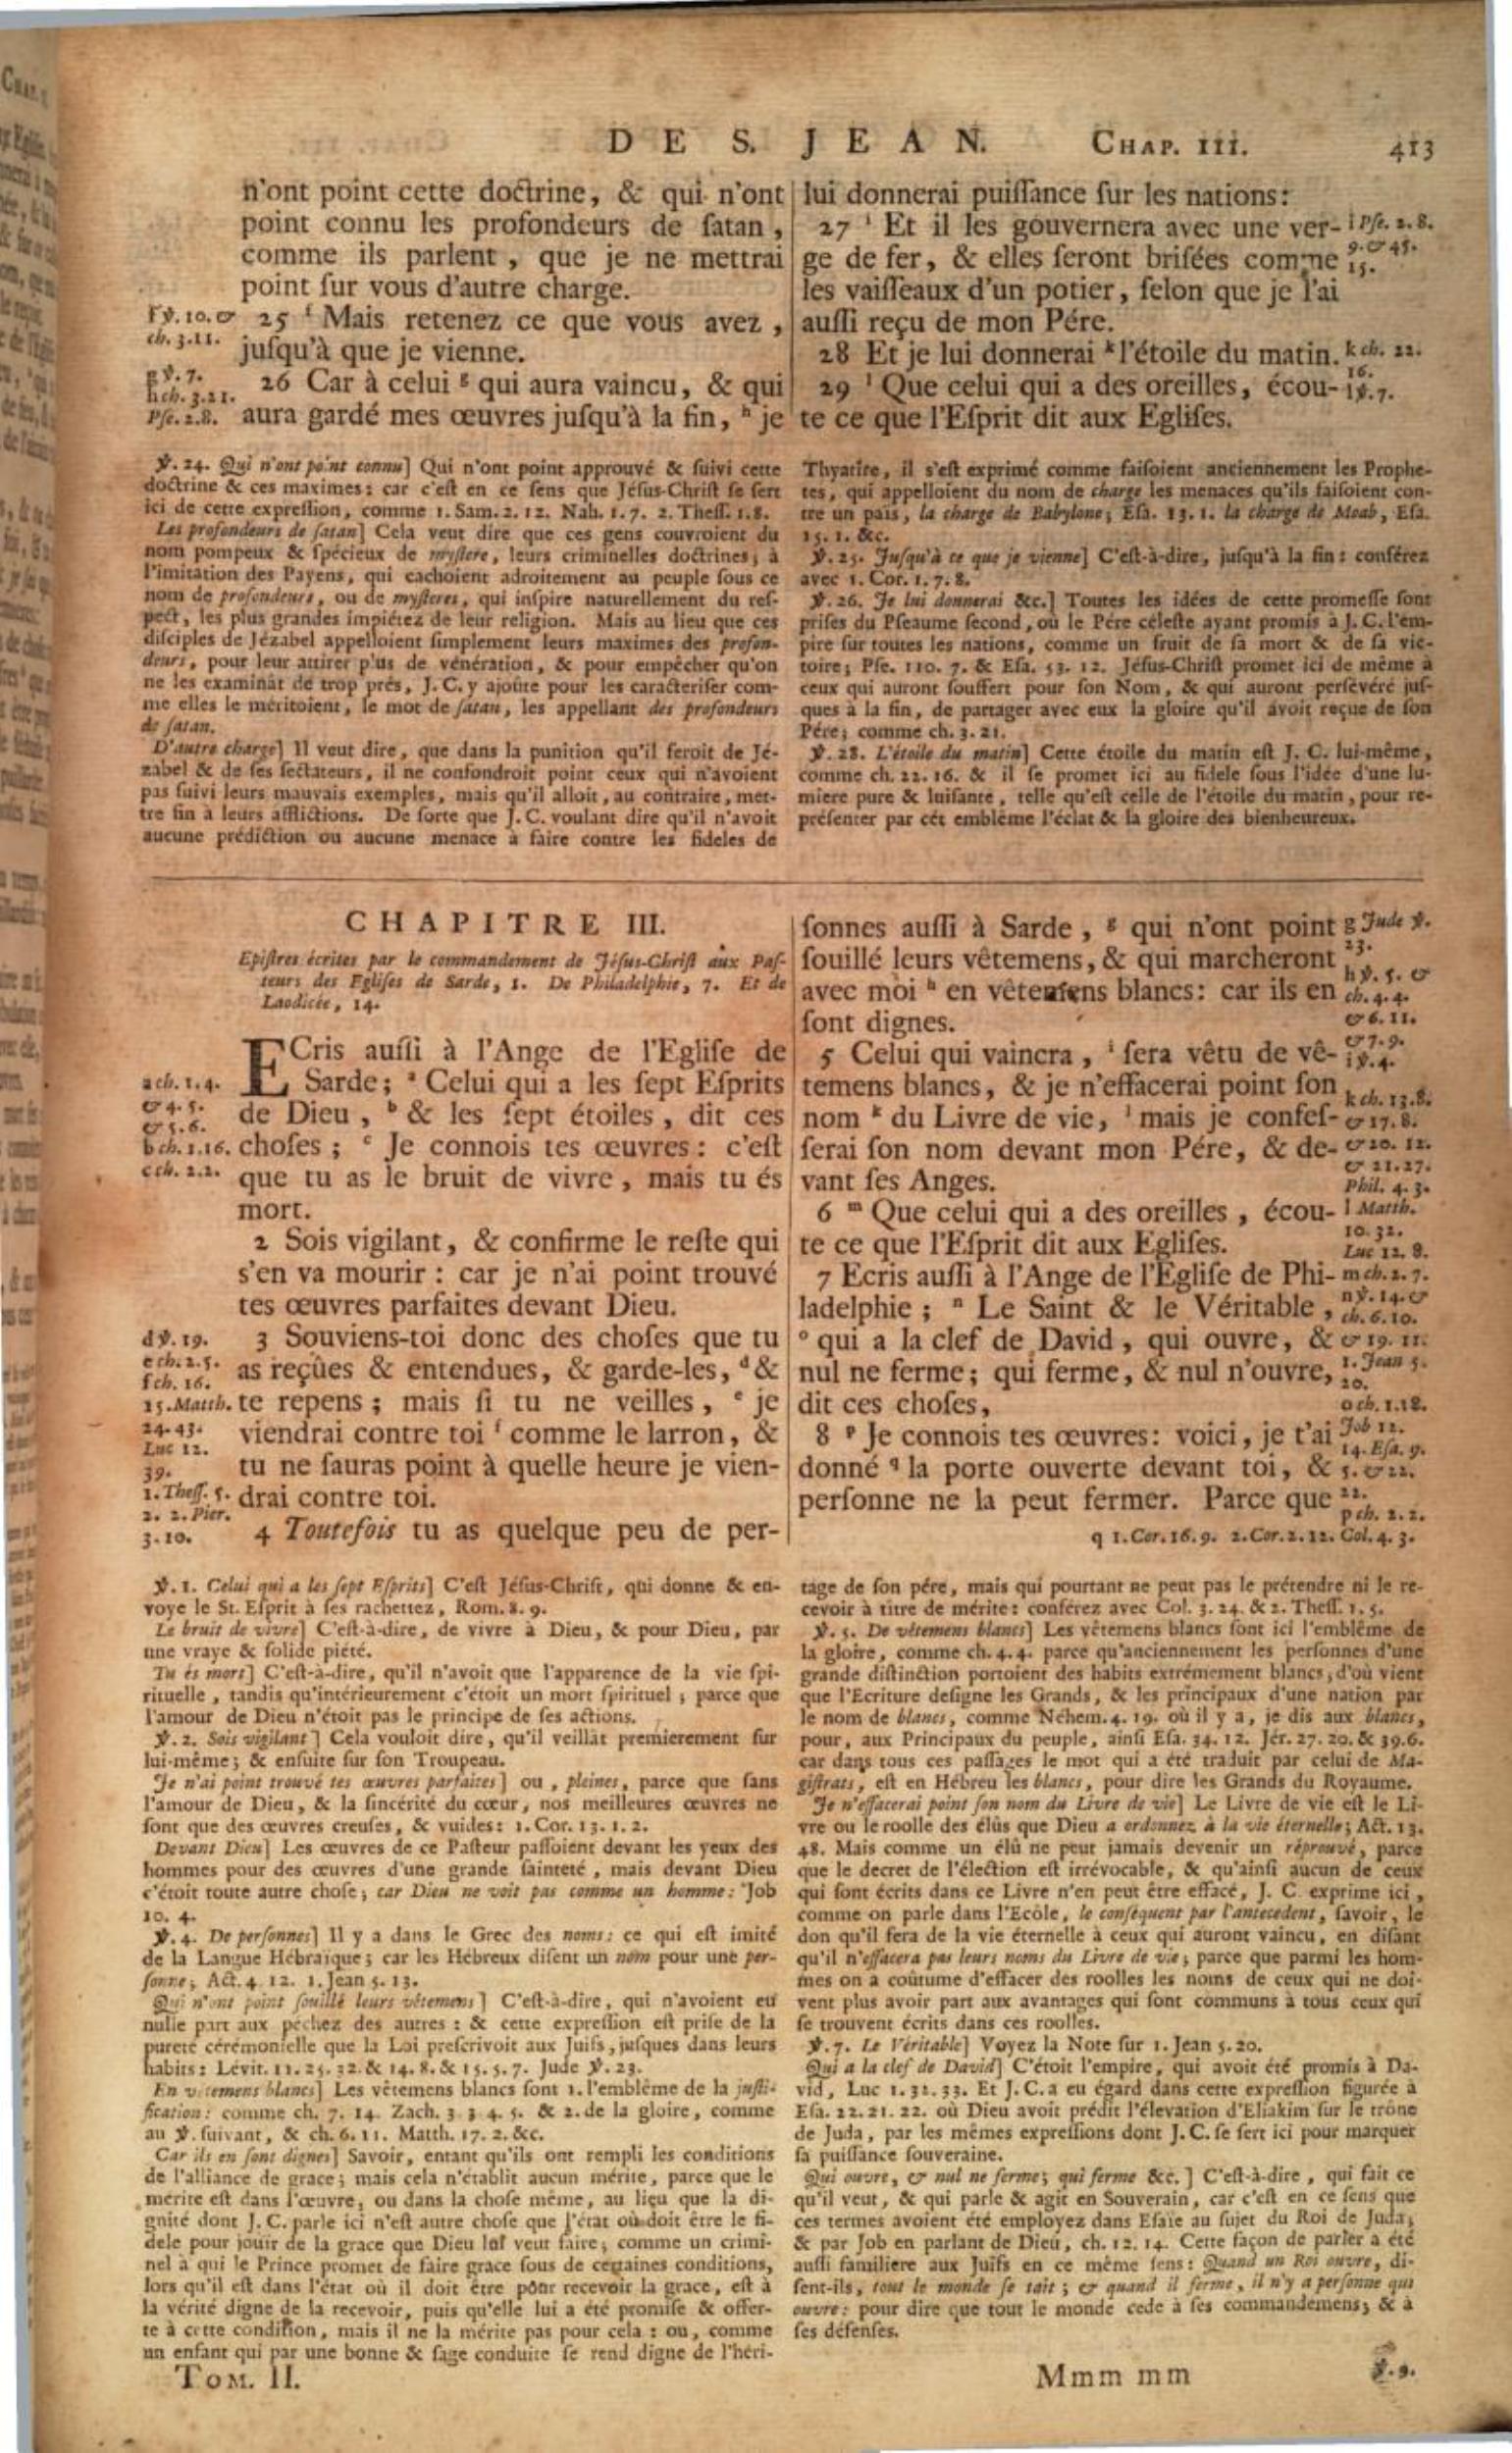 DE S. JEAN. CHAP. III. 413
n'ont point cette doctrine, & qui n'ont
point connu les profondeurs de satan,
comme ils parlent, que je ne mettrai
point sur vous d'autre charge.
25 f Mais retenez ce que vous avez,
jusqu'à que je vienne.
26 Car à celui g qui aura vaincu, & qui
aura gardé mes œuvres jusqu'à la fin, h je
f ℣. 10. &
ch. 3. 11.
g ℣. 7.
h ch. 3. 21.
Pse. 2. 8.
lui donnerai puissance sur les nations:
27 i Et il les gouvernera avec une ver-
ge de fer, & elles seront brisées comme
les vaisseaux d'un potier, selon que je l'ai
aussi reçu de mon Pére.
28 Et je lui donnerai k l'étoile du matin.
29 l Que celui qui a des oreilles, écou-
te ce que l'Esprit dit aux Eglises.
i Pse. 2. 8.
9. & 45.
15.
k ch. 22.
16.
l ℣. 7.
℣. 24. Qui n'ont point connu] Qui n'ont point approuvé & suivi cette
doctrine & ces maximes: car c'est en ce sens que Jésus-Christ se sert
ici de cette expression, comme 1. Sam. 2. 12. Nah. 1. 7. 2. Thess. 1. 8.
Les profondeurs de satan] Cela veut dire que ces gens couvroient du
nom pompeux & spécieux de mystere, leurs criminelles doctrines, à
l'imitation des Payens, qui cachoient adroitement au peuple sous ce
nom de profondeurs, ou de mysteres, qui inspire naturellement du res-
pect, les plus grandes impiétez de leur religion. Mais au lieu que ces
disciples de Jézabel appelloient simplement leurs maximes des profon-
deurs, pour leur attirer plus de vénération, & pour empêcher qu'on
ne les examinât de trop prés, J. C. y ajoûte pour les caracteriser com-
me elles le méritoient, le mot de satan, les appellant des profondeurs
de satan.
D'autre charge] Il veut dire, que dans la punition qu'il feroit de Jé-
zabel & de ses sectateurs, il ne confondroit point ceux qui n'avoient
pas suivi leurs mauvais exemples, mais qu'il alloit, au contraire, met-
tre fin à leurs afflictions. De sorte que J. C. voulant dire qu'il n'avoit
aucune prédiction ou aucune menace à faire contre les fideles de
Thyatire, il s'est exprimé comme faisoient anciennement les Prophe-
tes, qui appelloient du nom de charge les menaces qu'ils faisoient con-
tre un païs, la charge de Babylone; Esa. 13. 1. la charge de Moab, Esa.
15. 1. &c.
℣. 25. Jusqu'à ce que je vienne] C'est-à-dire, jusqu'à la fin: conférez
avec 1. Cor. 1. 7. 8.
℣. 26. Je lui donnerai &c.] Toutes les idées de cette promesse sont
prises du Pseaume second, où le Pére céleste ayant promis à J. C. l'em-
pire sur toutes les nations, comme un fruit de sa mort & de sa vic-
toire; Pse. 110. 7. & Esa. 53. 12. Jésus-Christ promet ici de même à
ceux qui auront souffert pour son Nom, & qui auront persévéré jus-
ques à la fin, de partager avec eux la gloire qu'il avoit reçue de son
Pére; comme ch. 3. 21.
℣. 28. L'étoile du matin] Cette étoile du matin est J. C. lui-même,
comme ch. 22. 16. & il se promet ici au fidele sous l'idée d'une lu-
miere pure & luisante, telle qu'est celle de l'étoile du matin, pour re-
présenter par cét emblême l'éclat & la gloire des bienheureux.
CHAPITRE III.
Epistres écrites par le commandement de Jésus-Christ aux Pas-
teurs des Eglises de Sarde, 1. De Philadelphie, 7. Et de
Laodicée, 14.
ECris aussi à l'Ange de l'Eglise de
Sarde; a Celui qui a les sept Esprits
de Dieu, b & les sept étoiles, dit ces
choses; c Je connois tes œuvres: c'est
que tu as le bruit de vivre, mais tu és
mort.
2 Sois vigilant, & confirme le reste qui
s'en va mourir: car je n'ai point trouvé
tes œuvres parfaites devant Dieu.
3 Souviens-toi donc des choses que tu
as reçûes & entendues, & garde-les, d &
te repens; mais si tu ne veilles, e je
viendrai contre toi f comme le larron, &
tu ne sauras point à quelle heure je vien-
drai contre toi.
4 Toutefois tu as quelque peu de per-
a ch. 1. 4.
& 4. 5.
& 5. 6.
b ch. 1. 16.
c ch. 2. 2.
d ℣. 19.
e ch. 2. 5.
f ch. 16.
15. Matth.
24. 43.
Luc 12.
39.
1. Thess. 5.
2. 2. Pier.
3. 10.
sonnes aussi à Sarde, g qui n'ont point
souillé leurs vêtemens, & qui marcheront
avec moi h en vêtemens blancs: car ils en
sont dignes.
5 Celui qui vaincra, i sera vêtu de vê-
temens blancs, & je n'effacerai point son
nom k du Livre de vie, l mais je confes-
serai son nom devant mon Pére, & de-
vant ses Anges.
6 m Que celui qui a des oreilles, écou-
te ce que l'Esprit dit aux Eglises.
7 Ecris aussi à l'Ange de l'Eglise de Phi-
ladelphie; n Le Saint & le Véritable,
o qui a la clef de David, qui ouvre, &
nul ne ferme; qui ferme, & nul n'ouvre,
dit ces choses,
8 p Je connois tes œuvres: voici, je t'ai
donné q la porte ouverte devant toi, &
personne ne la peut fermer. Parce que
g Jude ℣.
23.
h ℣. 5. &
ch. 4. 4.
& 6. 11.
& 7. 9.
i ℣. 4.
k ch. 13. 8.
& 17. 8.
& 20. 12.
& 21. 27.
Phil. 4. 3.
l Matth.
10. 32.
Luc 12. 8.
m ch. 2. 7.
n ℣. 14. &
ch. 6. 10.
& 19. 11.
1. Jean 5.
20.
o ch. 1. 18.
Job 12.
14. Esa. 9.
5. & 22.
22.
p ch. 2. 2.
q 1. Cor. 16. 9. 2. Cor. 2. 12. Col. 4. 3.
℣. 1. Celui qui a les sept Esprits] C'est Jésus-Christ, qui donne & en-
voye le St. Esprit à ses rachettez, Rom. 8. 9.
Le bruit de vivre] C'est-à-dire, de vivre à Dieu, & pour Dieu, par
une vraye & solide piété.
Tu és mort] C'est-à-dire, qu'il n'avoit que l'apparence de la vie spi-
rituelle, tandis qu'intérieurement c'étoit un mort spirituel; parce que
l'amour de Dieu n'étoit pas le principe de ses actions.
℣. 2. Sois vigilant] Cela vouloit dire, qu'il veillât premierement sur
lui-même; & ensuite sur son Troupeau.
Je n'ai point trouvé tes œuvres parfaites] ou, pleines, parce que sans
l'amour de Dieu, & la sincérité du cœur, nos meilleures œuvres ne
sont que des œuvres creuses, & vuides: 1. Cor. 13. 1. 2.
Devant Dieu] Les œuvres de ce Pasteur passoient devant les yeux des
hommes pour des œuvres d'une grande sainteté, mais devant Dieu
c'étoit toute autre chose; car Dieu ne voit pas comme un homme: Job
10. 4.
℣. 4. De personnes] Il y a dans le Grec des noms: ce qui est imité
de la Langue Hébraïque; car les Hébreux disent un nom pour une per-
sonne; Act. 4. 12. 1. Jean 5. 13.
Qui n'ont point souillé leurs vêtemens] C'est-à-dire, qui n'avoient eû
nulle part aux péchez des autres: & cette expression est prise de la
pureté cérémonielle que la Loi prescrivoit aux Juifs, jusques dans leurs
habits: Lévit. 11. 25. 32. & 14. 8. & 15. 5. 7. Jude ℣. 23.
En vêtemens blancs] Les vêtemens blancs sont 1. l'emblême de la justi-
fication: comme ch. 7. 14. Zach. 3. 3. 4. 5. & 2. de la gloire, comme
au ℣. suivant, & ch. 6. 11. Matth. 17. 2. &c.
Car ils en sont dignes] Savoir, entant qu'ils ont rempli les conditions
de l'alliance de grace; mais cela n'établit aucun mérite, parce que le
mérite est dans l'œuvre, ou dans la chose même, au lieu que la di-
gnité dont J. C. parle ici n'est autre chose que l'état où doit être le fi-
dele pour jouir de la grace que Dieu lui veut faire; comme un crimi-
nel à qui le Prince promet de faire grace sous de certaines conditions,
lors qu'il est dans l'état où il doit être pour recevoir la grace, est à
la vérité digne de la recevoir, puis qu'elle lui a été promise & offer-
te à cette condition, mais il ne la mérite pas pour cela: ou, comme
un enfant qui par une bonne & sage conduite se rend digne de l'héri-
tage de son pére, mais qui pourtant ne peut pas le prétendre ni le re-
cevoir à titre de mérite: conférez avec Col. 3. 24. & 2. Thess. 1. 5.
℣. 5. De vêtemens blancs] Les vêtemens blancs sont ici l'emblême de
la gloire, comme ch. 4. 4. parce qu'anciennement les personnes d'une
grande distinction portoient des habits extrémement blancs; d'où vient
que l'Ecriture designe les Grands, & les principaux d'une nation par
le nom de blancs, comme Néhem. 4. 19. où il y a, je dis aux blancs,
pour, aux Principaux du peuple, ainsi Esa. 34. 12. Jér. 27. 20. & 39. 6.
car dans tous ces passages le mot qui a été traduit par celui de Ma-
gistrats, est en Hébreu les blancs, pour dire les Grands du Royaume.
Je n'effacerai point son nom du Livre de vie] Le Livre de vie est le Li-
vre ou le roolle des élûs que Dieu a ordonnez à la vie éternelle; Act. 13.
48. Mais comme un élû ne peut jamais devenir un réprouvé, parce
que le decret de l'élection est irrévocable, & qu'ainsi aucun de ceux
qui sont écrits dans ce Livre n'en peut être effacé, J. C. exprime ici,
comme on parle dans l'Ecôle, le conséquent par l'antecedent, savoir, le
don qu'il fera de la vie éternelle à ceux qui auront vaincu, en disant
qu'il n'effacera pas leurs noms du Livre de vie; parce que parmi les hom-
mes on a coûtume d'effacer des roolles les noms de ceux qui ne doi-
vent plus avoir part aux avantages qui sont communs à tous ceux qui
se trouvent écrits dans ces roolles.
℣. 7. Le Véritable] Voyez la Note sur 1. Jean 5. 20.
Qui a la clef de David] C'étoit l'empire, qui avoit été promis à Da-
vid, Luc 1. 32. 33. Et J. C. a eu égard dans cette expression figurée à
Esa. 22. 21. 22. où Dieu avoit prédit l'élevation d'Eliakim sur le trône
de Juda, par les mêmes expressions dont J. C. se sert ici pour marquer
sa puissance souveraine.
Qui ouvre, & nul ne ferme; qui ferme &c.] C'est-à-dire, qui fait ce
qu'il veut, & qui parle & agit en Souverain, car c'est en ce sens que
ces termes avoient été employez dans Esaïe au sujet du Roi de Juda;
& par Job en parlant de Dieu, ch. 12. 14. Cette façon de parler a été
aussi familiere aux Juifs en ce même sens: Quand un Roi ouvre, di-
sent-ils, tout le monde se tait; & quand il ferme, il n'y a personne qui
ouvre: pour dire que tout le monde cede à ses commandemens; & à
ses défenses.
TOM. II. Mmm mm ℣. 9.